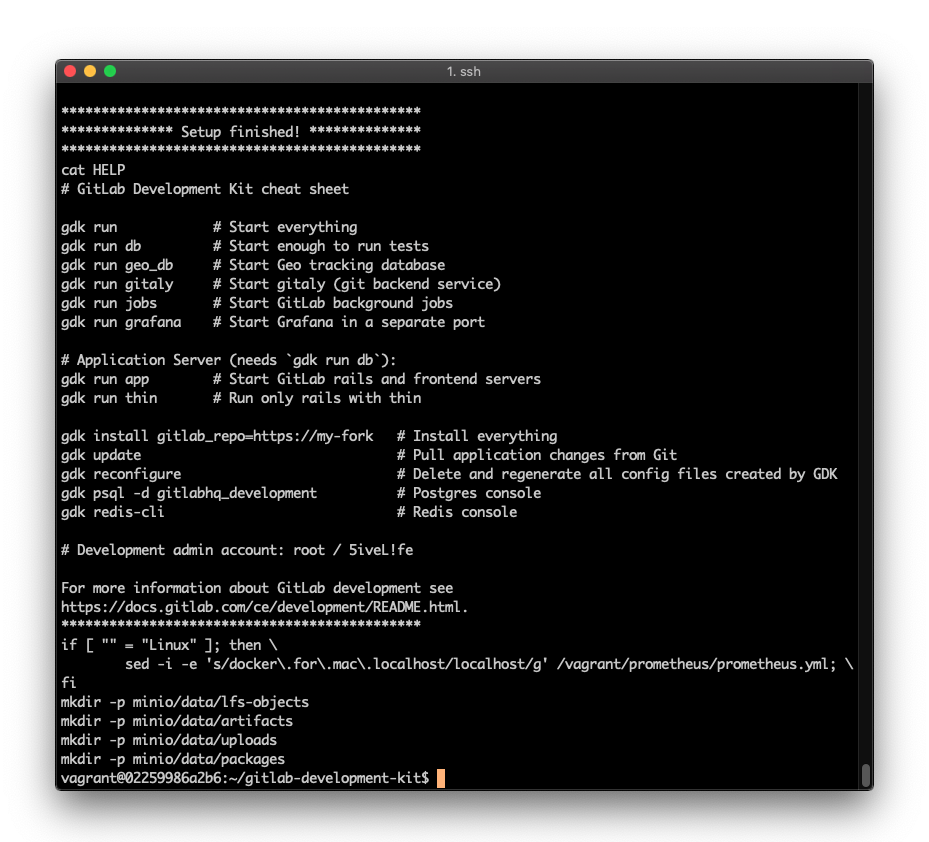 1. ssh
*********************************************
************** Setup finished! **************
*********************************************
cat HELP
# GitLab Development Kit cheat sheet
gdk run            # Start everything
gdk run db         # Start enough to run tests
gdk run geo_db     # Start Geo tracking database
gdk run gitaly     # Start gitaly (git backend service)
gdk run jobs       # Start GitLab background jobs
gdk run grafana    # Start Grafana in a separate port
# Application Server (needs `gdk run db`):
gdk run app        # Start GitLab rails and frontend servers
gdk run thin       # Run only rails with thin
gdk install gitlab_repo=https://my-fork   # Install everything
gdk update                                # Pull application changes from Git
gdk reconfigure                           # Delete and regenerate all config files created by GDK
gdk psql -d gitlabhq_development          # Postgres console
gdk redis-cli                             # Redis console
# Development admin account: root / 5iveL!fe
For more information about GitLab development see
https://docs.gitlab.com/ce/development/README.html.
*********************************************
if [ "" = "Linux" ]; then \
        sed -i -e 's/docker\.for\.mac\.localhost/localhost/g' /vagrant/prometheus/prometheus.yml; \
fi
mkdir -p minio/data/lfs-objects
mkdir -p minio/data/artifacts
mkdir -p minio/data/uploads
mkdir -p minio/data/packages
vagrant@02259986a2b6:~/gitlab-development-kit$